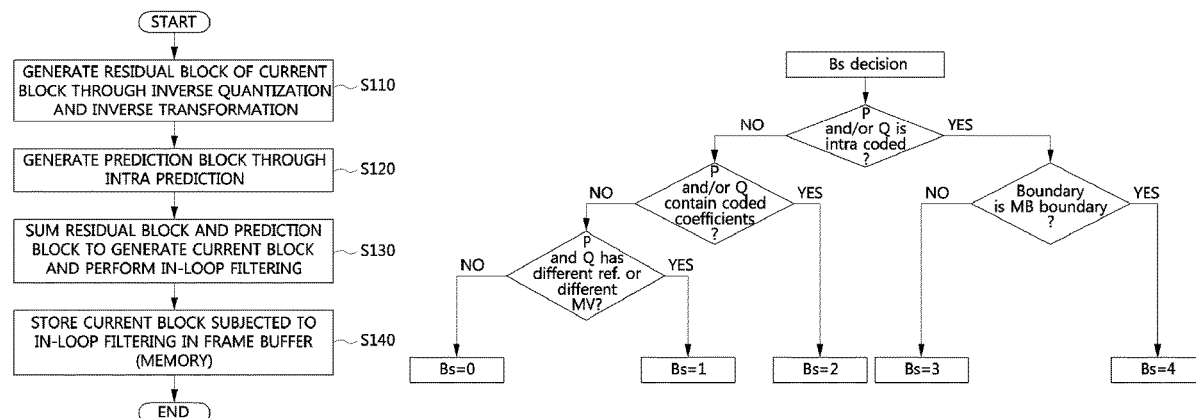 START
GENERATE RESIDUAL BLOCK OF CURRENT
BLOCK THROUGH INVERSE QUANTIZATION
AND INVERSE TRANSFORMATION
S110
GENERATE PREDICTION BLOCK THROUGH
INTRA PREDICTION
S120
SUM RESIDUAL BLOCK AND PREDICTION
BLOCK TO GENERATE CURRENT BLOCK
AND PERFORM IN-LOOP FILTERING
S130
STORE CURRENT BLOCK SUBJECTED TO
IN-LOOP FILTERING IN FRAME BUFFER
(MEMORY)
S140
END
Bs decision
P
and/or Q is
intra coded
?
NO
YES
P
and/or Q
contain coded
coefficients
?
NO
YES
Boundary
is MB boundary
?
NO
YES
P
and Q has
different ref. or
different
MV?
NO
YES
Bs=0
Bs=1
Bs=2
Bs=3
Bs=4